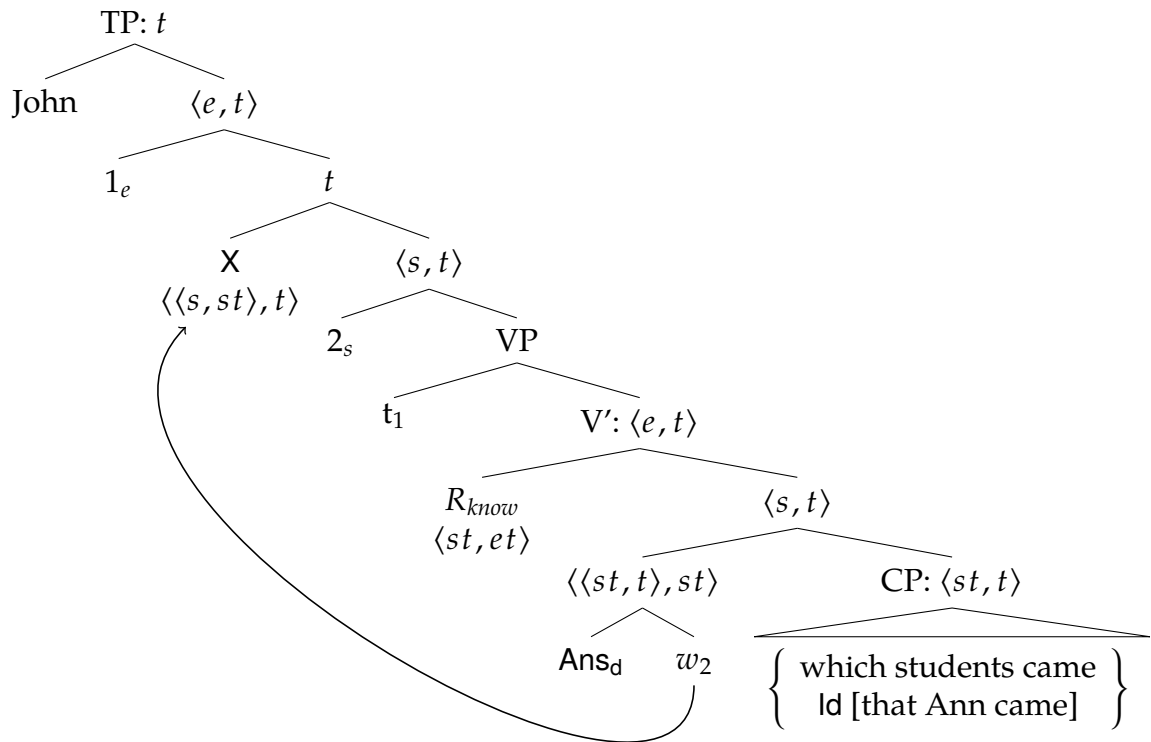 TP: t
John ⟨e, t⟩
1e t
X ⟨s, t⟩
⟨⟨s, st⟩, t⟩
2s VP
t1 V': ⟨e, t⟩
Rknow ⟨s, t⟩
⟨st, et⟩
⟨⟨st, t⟩, st⟩ CP: ⟨st, t⟩
Ansd w2 { which students came
Id [that Ann came] }